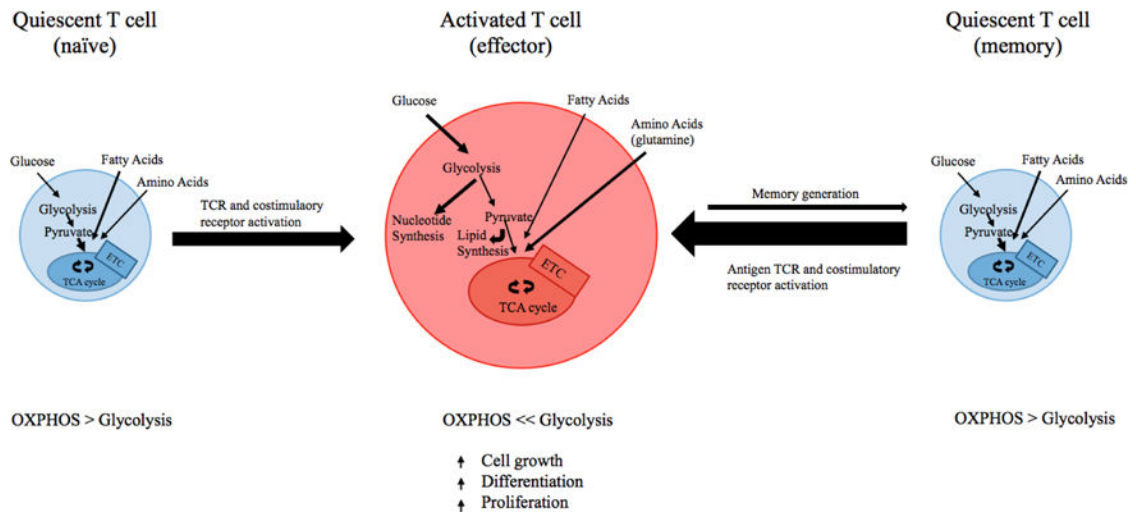 Quiescent T cell
(naïve)
Glucose
Fatty Acids
Amino Acids
Glycolysis
Pyruvate
ETC
TCA cycle
OXPHOS > Glycolysis
TCR and costimulaory
receptor activation
Activated T cell
(effector)
Glucose
Fatty Acids
Amino Acids
(glutamine)
Glycolysis
Nucleotide
Synthesis
Pyruvate
Lipid
Synthesis
ETC
TCA cycle
OXPHOS << Glycolysis
Cell growth
Differentiation
Proliferation
Memory generation
Antigen TCR and costimulatory
receptor activation
Quiescent T cell
(memory)
Glucose
Fatty Acids
Amino Acids
Glycolysis
Pyruvate
ETC
TCA cycle
OXPHOS > Glycolysis